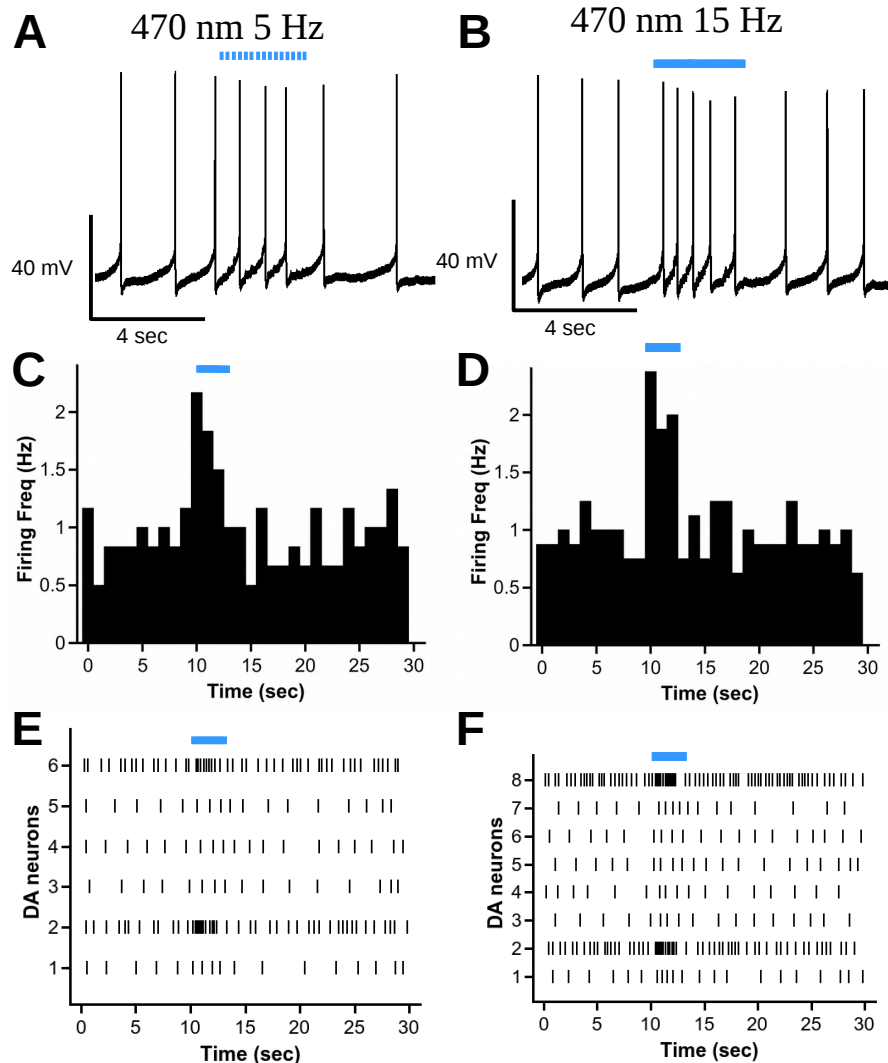 A
470 nm 5 Hz
40 mV
4 sec
B
470 nm 15 Hz
40 mV
4 sec
C
Firing Freq (Hz)
2
1.5
1
0.5
0
0 5 10 15 20 25 30
Time (sec)
D
Firing Freq (Hz)
2
1.5
1
0.5
0
0 5 10 15 20 25 30
Time (sec)
E
DA neurons
6
5
4
3
2
1
0 5 10 15 20 25 30
Time (sec)
F
DA neurons
8
7
6
5
4
3
2
1
0 5 10 15 20 25 30
Time (sec)